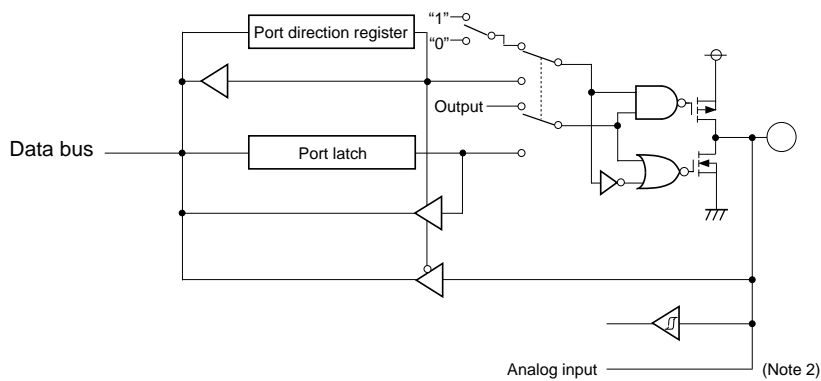 “1”
Port direction register
“0”
Output
Data bus
Port latch
Analog input
(Note 2)